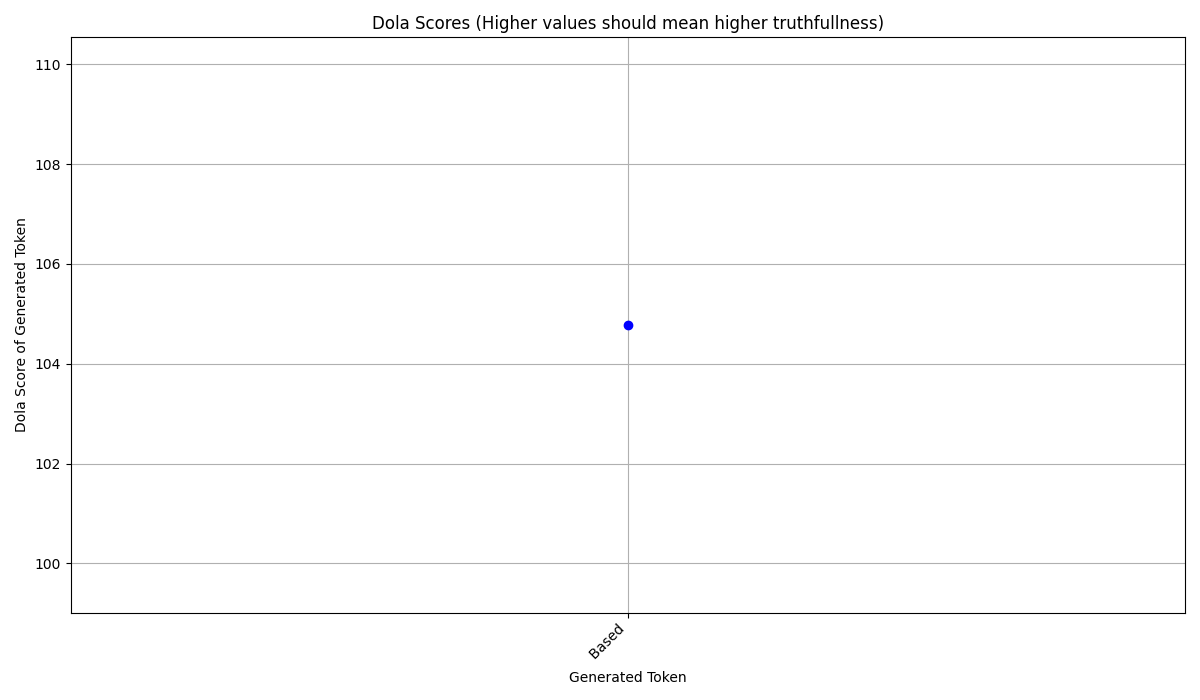 Dola Scores (Higher values should mean higher truthfullness)
110
108
106
104
102
100
Dola Score of Generated Token
Based
Generated Token